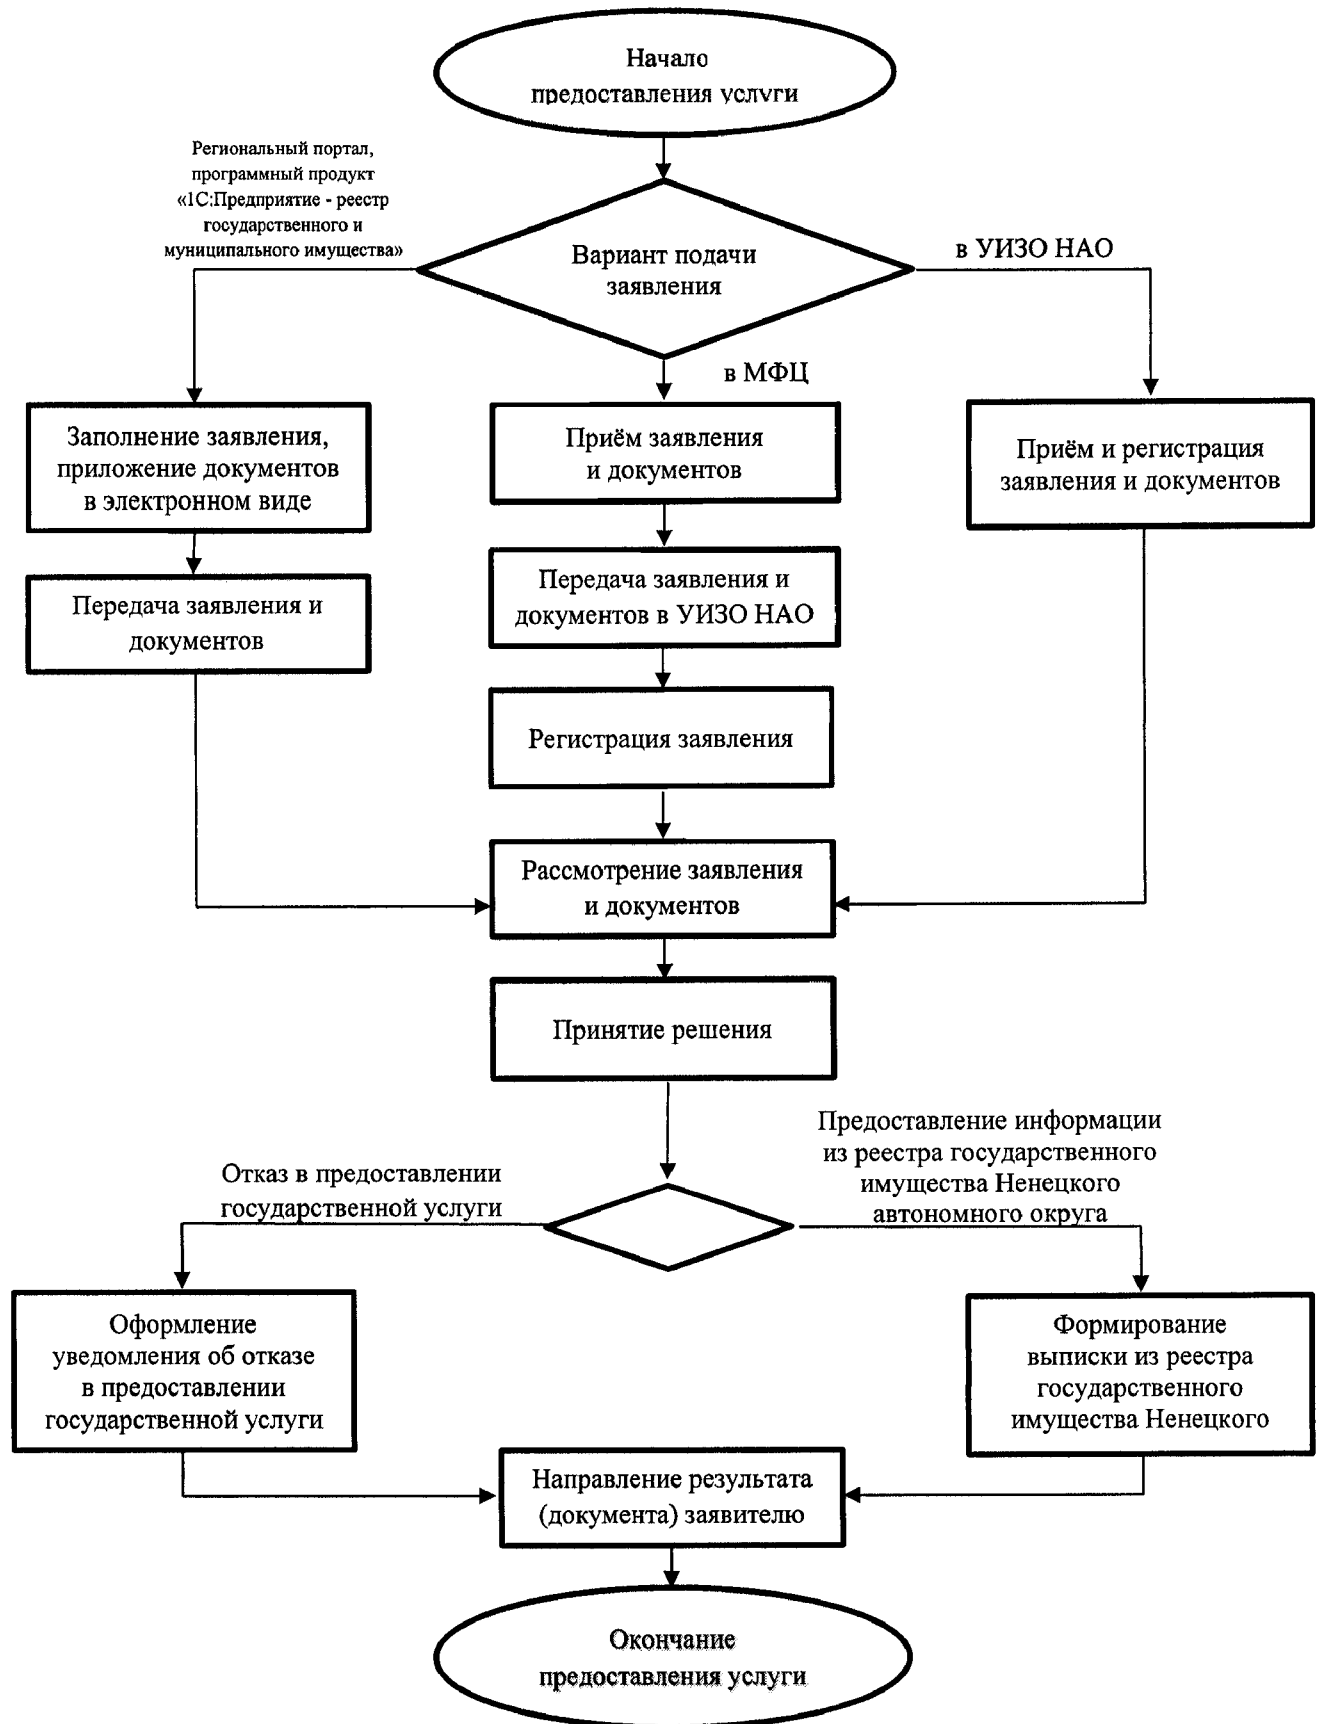 Начало
предоставления услуги
Региональный портал,
программный продукт
«1С:Предприятие - реестр
государственного и
муниципального имущества»
Вариант подачи
заявления
в УИЗО НАО
в МФЦ
Заполнение заявления,
приложение документов
в электронном виде
Приём заявления
и документов
Приём и регистрация
заявления и документов
Передача заявления и
документов
Передача заявления и
документов в УИЗО НАО
Регистрация заявления
Рассмотрение заявления
и документов
Принятие решения
Отказ в предоставлении
государственной услуги
Предоставление информации
из реестра государственного
имущества Ненецкого
автономного округа
Оформление
уведомления об отказе
в предоставлении
государственной услуги
Формирование
выписки из реестра
государственного
имущества Ненецкого
Направление результата
(документа) заявителю
Окончание
предоставления услуги